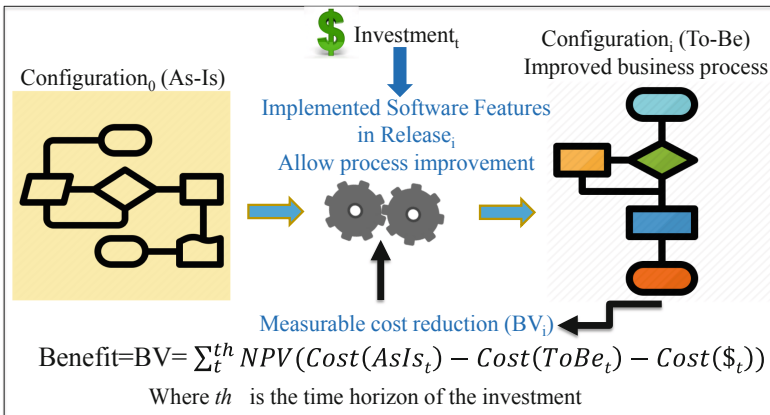 $ Investment_t
Configuration_0 (As-Is)
Configuration_i (To-Be)
Improved business process
Implemented Software Features
in Release_i
Allow process improvement
Measurable cost reduction (BV_i)
Benefit=BV= ∑_t^th NPV(Cost(AsIs_t) − Cost(ToBe_t) − Cost($_t))
Where th is the time horizon of the investment